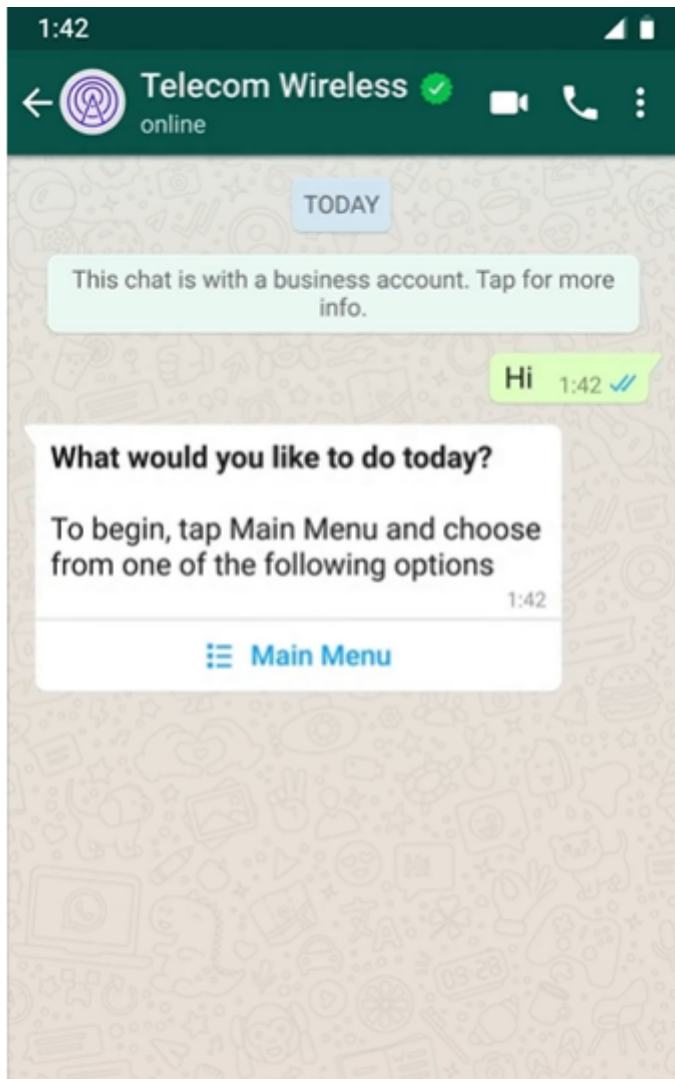 1:42
Telecom Wireless
online
TODAY
This chat is with a business account. Tap for more
info.
Hi 1:42
What would you like to do today?
To begin, tap Main Menu and choose
from one of the following options
1:42
Main Menu